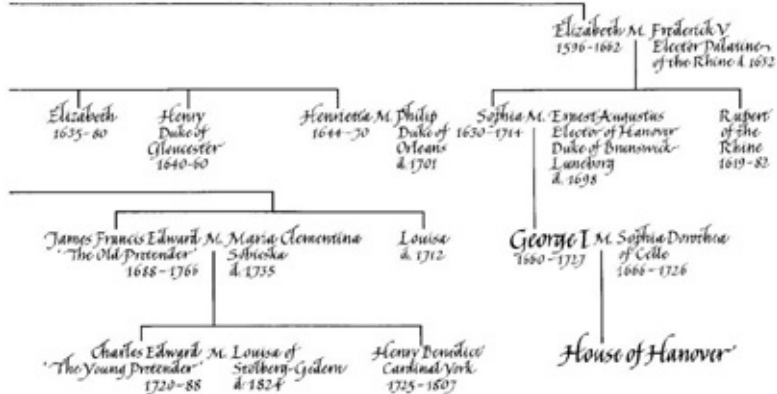 Elizabeth M. Frederick V
1596-1662 Elector Palatine
of the Rhine d. 1632
Elizabeth
1635-80
Henry
Duke of
Gloucester
1640-60
Henrietta M. Philip
1644-70 Duke of
Orleans
d. 1701
Sophia M. Ernest Augustus
1630-1714 Elector of Hanover
Duke of Brunswick-
Luneborg
d. 1698
Rupert
of the
Rhine
1619-82
James Francis Edward M. Maria Clementina
'The Old Pretender' Sobieska
1688-1766 d. 1735
Louisa
d. 1712
George I M. Sophia Dorothea
1660-1727 of Celle
1666-1726
Charles Edward M. Louisa of
'The Young Pretender' Stolberg-Gedern
1720-88 d. 1824
Henry Benedict
Cardinal York
1725-1807
House of Hanover